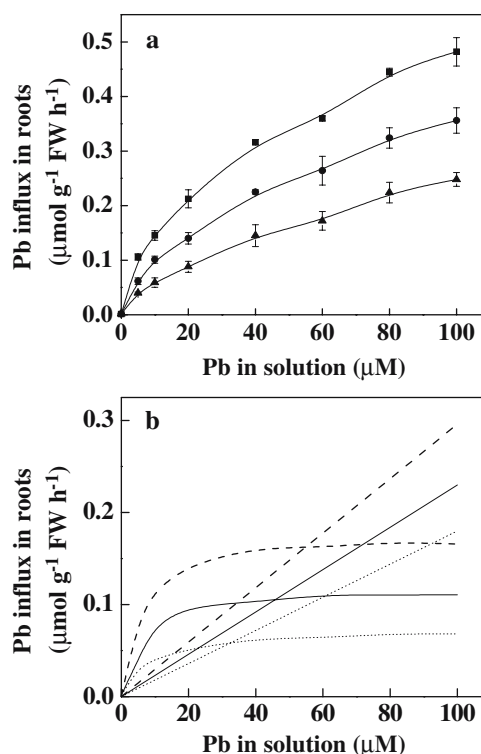 a
0.5
0.4
0.3
0.2
0.1
0.0
Pb influx in roots
(μmol g-1 FW h-1)
0 20 40 60 80 100
Pb in solution (μM)
b
0.3
0.2
0.1
0.0
Pb influx in roots
(μmol g-1 FW h-1)
0 20 40 60 80 100
Pb in solution (μM)